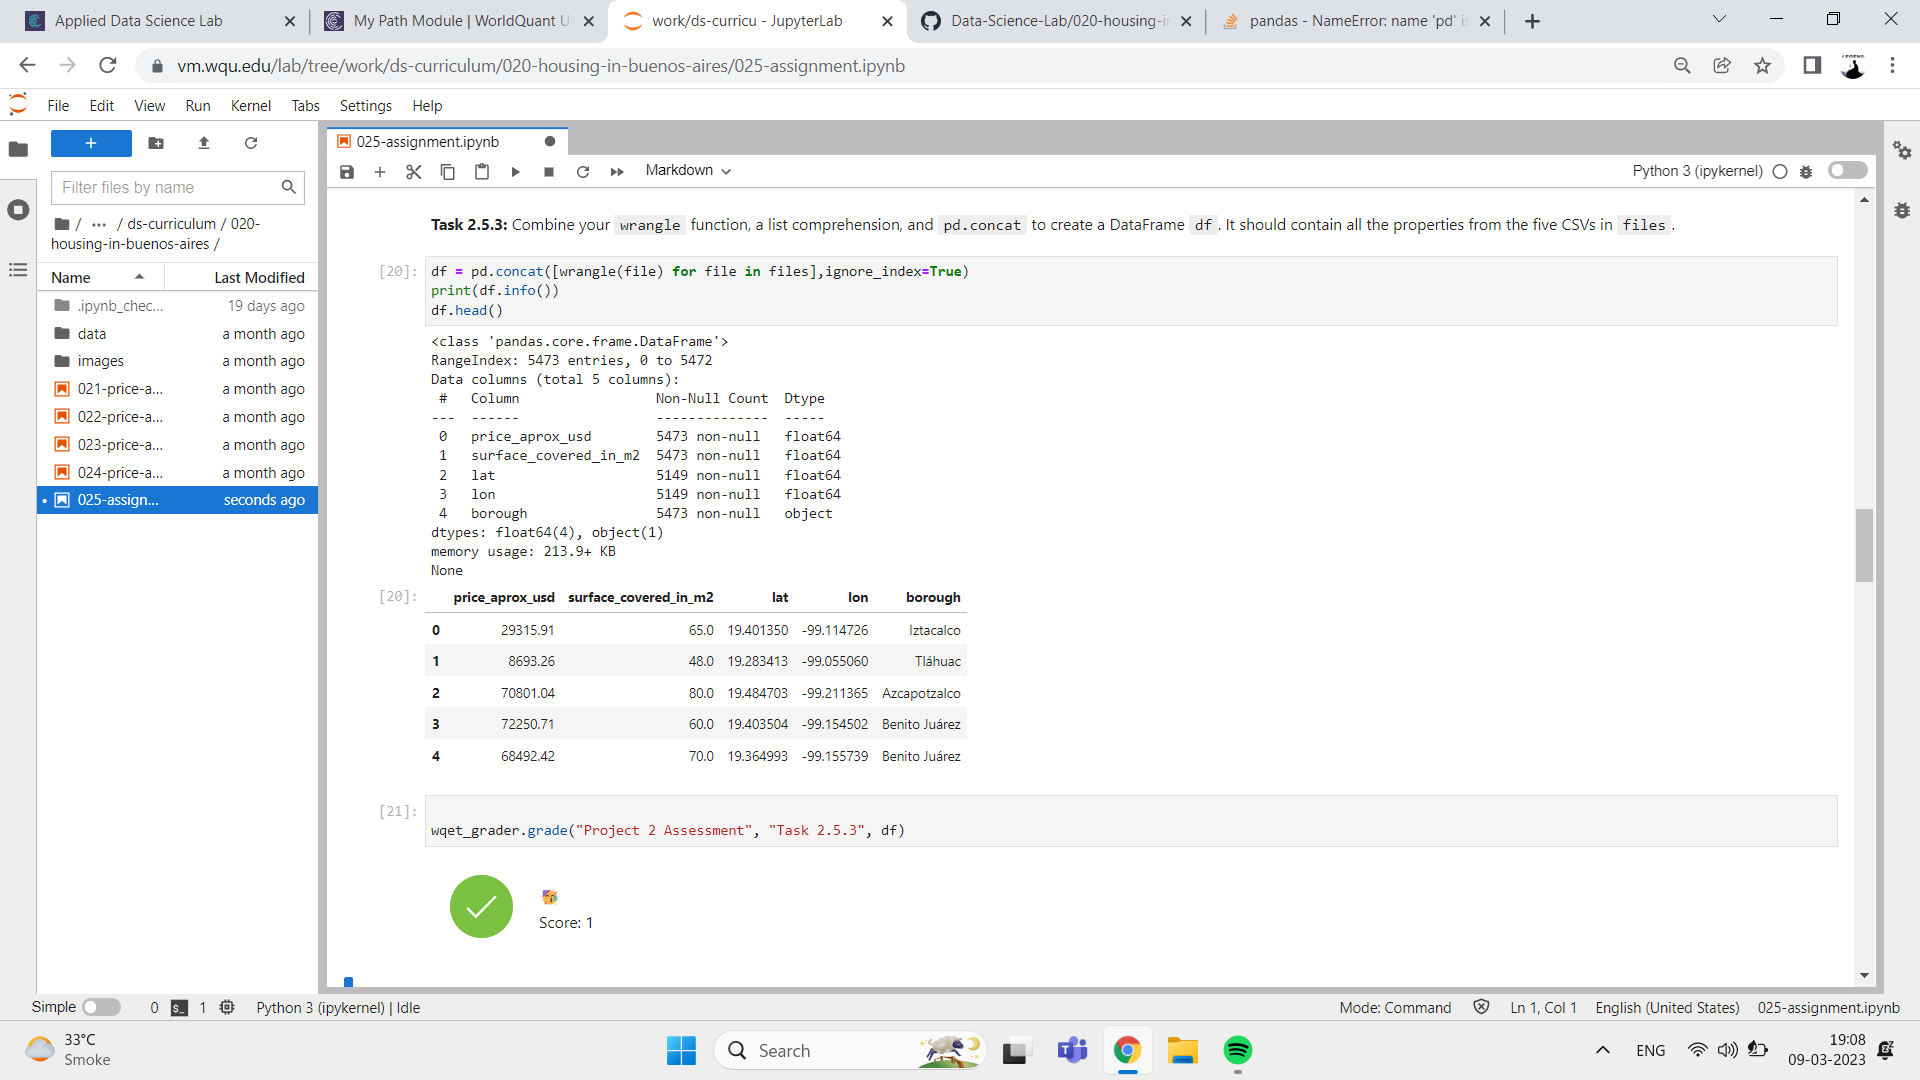 Applied Data Science Lab
My Path Module | WorldQuant U
work/ds-curricu - JupyterLab
Data-Science-Lab/020-housing-i
pandas - NameError: name 'pd' is
vm.wqu.edu/lab/tree/work/ds-curriculum/020-housing-in-buenos-aires/025-assignment.ipynb
File Edit View Run Kernel Tabs Settings Help
025-assignment.ipynb
Filter files by name
/ ··· / ds-curriculum / 020-
housing-in-buenos-aires /
Name Last Modified
.ipynb_chec... 19 days ago
data a month ago
images a month ago
021-price-a... a month ago
022-price-a... a month ago
023-price-a... a month ago
024-price-a... a month ago
025-assign... seconds ago
Markdown
Python 3 (ipykernel)
Task 2.5.3: Combine your wrangle function, a list comprehension, and pd.concat to create a DataFrame df . It should contain all the properties from the five CSVs in files .
[20]: df = pd.concat([wrangle(file) for file in files],ignore_index=True)
print(df.info())
df.head()
<class 'pandas.core.frame.DataFrame'>
RangeIndex: 5473 entries, 0 to 5472
Data columns (total 5 columns):
# Column Non-Null Count Dtype
--- ------ -------------- -----
0 price_aprox_usd 5473 non-null float64
1 surface_covered_in_m2 5473 non-null float64
2 lat 5149 non-null float64
3 lon 5149 non-null float64
4 borough 5473 non-null object
dtypes: float64(4), object(1)
memory usage: 213.9+ KB
None
[20]: price_aprox_usd surface_covered_in_m2 lat lon borough
0 29315.91 65.0 19.401350 -99.114726 Iztacalco
1 8693.26 48.0 19.283413 -99.055060 Tláhuac
2 70801.04 80.0 19.484703 -99.211365 Azcapotzalco
3 72250.71 60.0 19.403504 -99.154502 Benito Juárez
4 68492.42 70.0 19.364993 -99.155739 Benito Juárez
[21]:
wqet_grader.grade("Project 2 Assessment", "Task 2.5.3", df)
Score: 1
Simple 0 1 Python 3 (ipykernel) | Idle Mode: Command Ln 1, Col 1 English (United States) 025-assignment.ipynb
33°C
Smoke
Search
ENG
19:08
09-03-2023